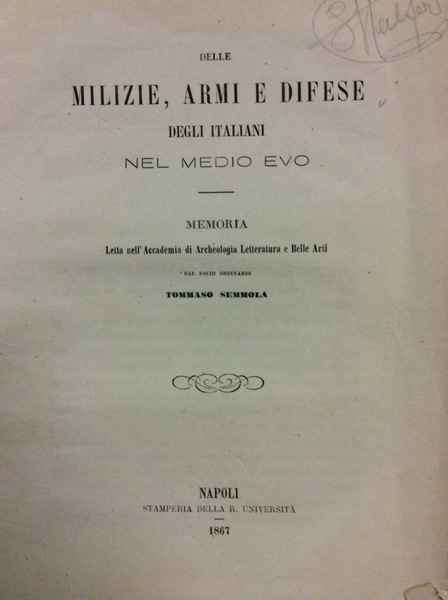 DELLE
MILIZIE, ARMI E DIFESE
DEGLI ITALIANI
NEL MEDIO EVO
MEMORIA
Letta nell'Accademia di Archeologia Letteratura e Belle Arti
DAL SOCIO ORDINARIO
TOMMASO SEMMOLA
NAPOLI
STAMPERIA DELLA R. UNIVERSITÀ
1867